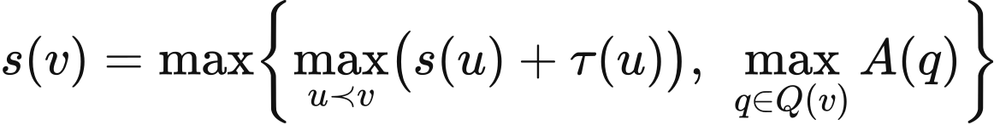 s(v) = max{ max_{u≺v} (s(u) + τ(u)), max_{q∈Q(v)} A(q) }